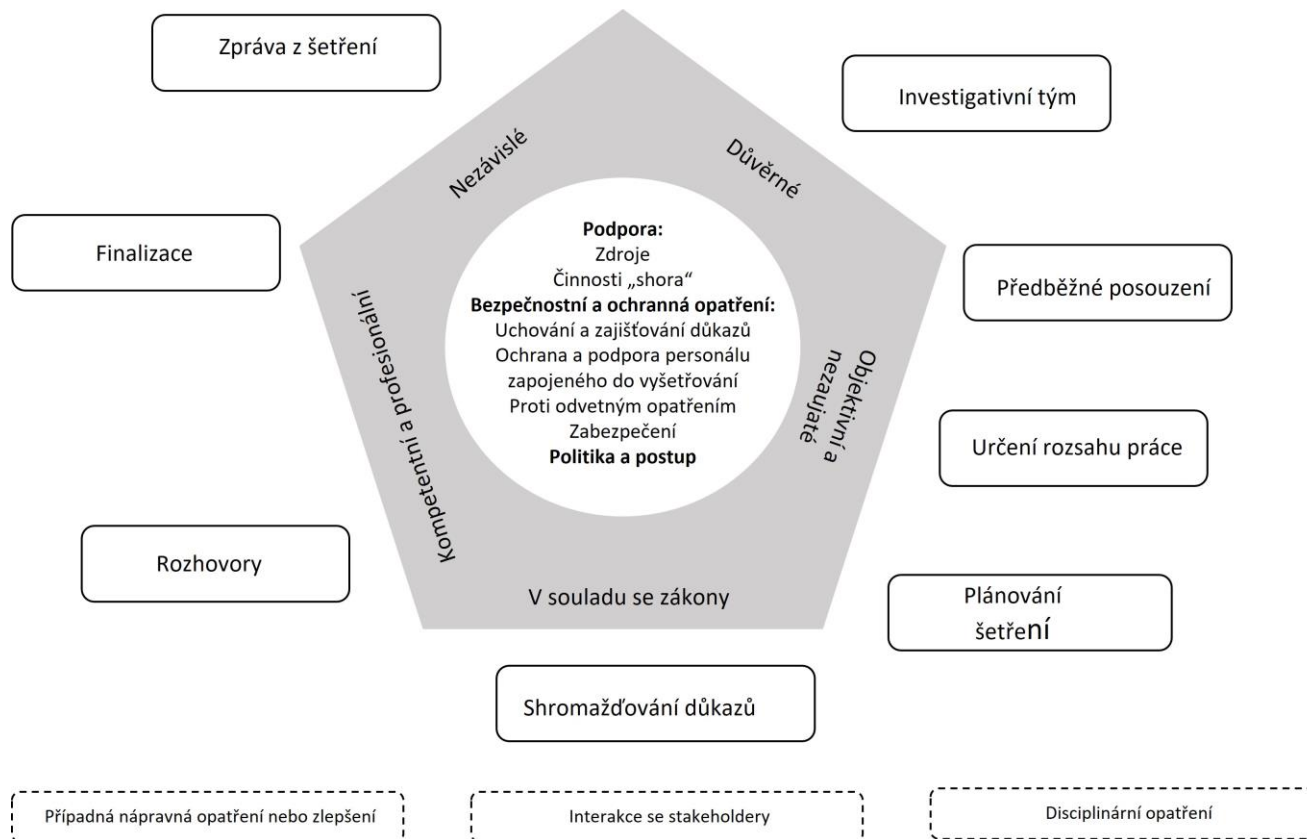 Zpráva z šetření
Investigativní tým
Nezávislé
Důvěrné
Finalizace
Předběžné posouzení
Podpora:
Zdroje
Činnosti „shora“
Bezpečnostní a ochranná opatření:
Uchování a zajišťování důkazů
Ochrana a podpora personálu
zapojeného do vyšetřování
Proti odvetným opatřením
Zabezpečení
Politika a postup
Kompetentní a profesionální
Objektivní a
nezaujaté
Určení rozsahu práce
Rozhovory
V souladu se zákony
Plánování
šetření
Shromažďování důkazů
Případná nápravná opatření nebo zlepšení
Interakce se stakeholdery
Disciplinární opatření